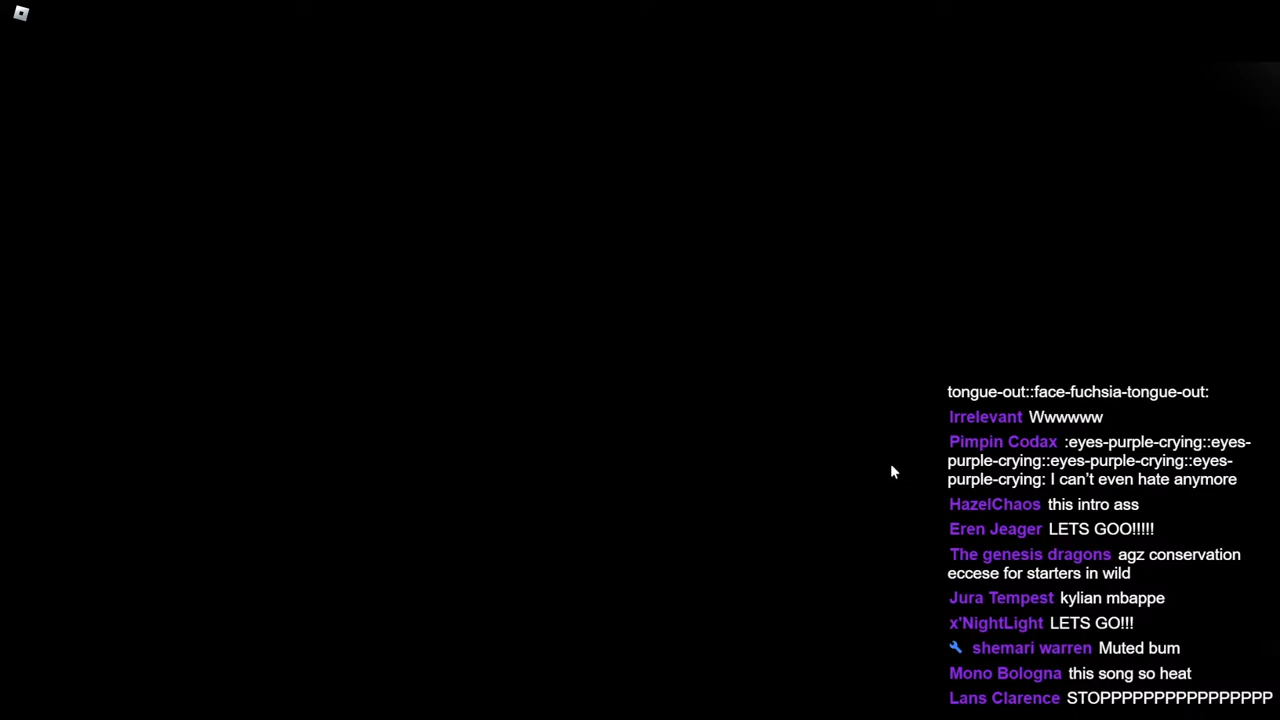 tongue-out::face-fuchsia-tongue-out:
Irrelevant Wwwwww
Pimpin Codax :eyes-purple-crying::eyes-
purple-crying::eyes-purple-crying::eyes-
purple-crying: I can't even hate anymore
HazelChaos this intro ass
Eren Jeager LETS GOO!!!!!
The genesis dragons agz conservation
eccese for starters in wild
Jura Tempest kylian mbappe
x'NightLight LETS GO!!!
shemari warren Muted bum
Mono Bologna this song so heat
Lans Clarence STOPPPPPPPPPPPPPPPP